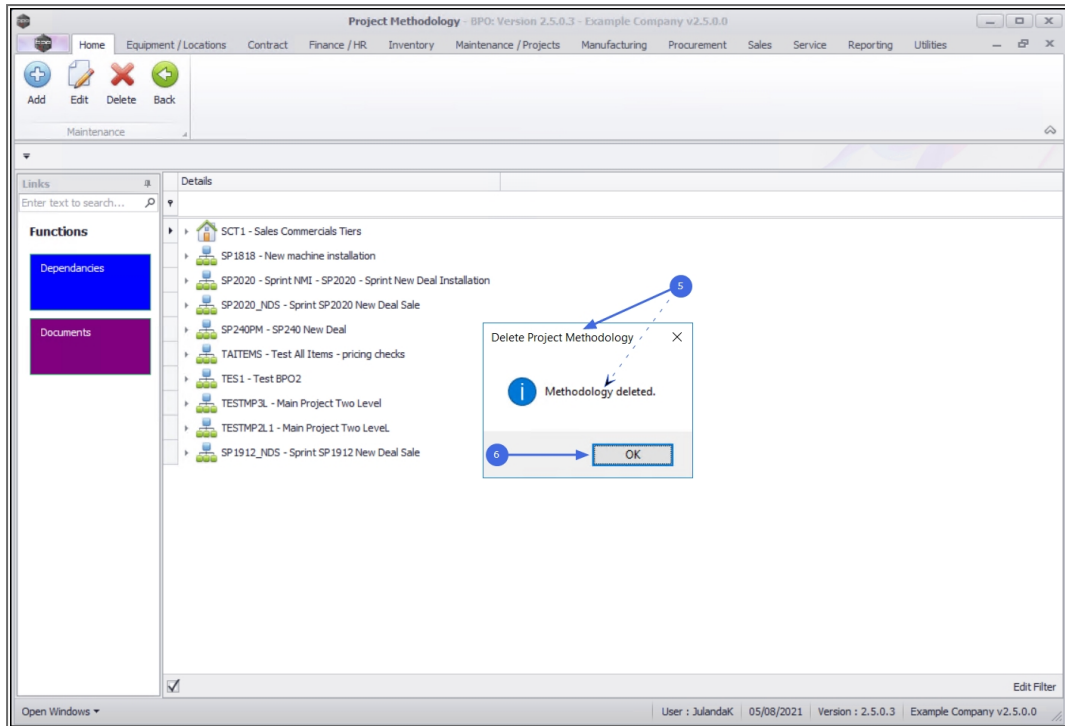 Project Methodology - BPO: Version 2.5.0.3 - Example Company v2.5.0.0
Home Equipment / Locations Contract Finance / HR Inventory Maintenance / Projects Manufacturing Procurement Sales Service Reporting Utilities
Add Edit Delete Back
Maintenance
Links
Enter text to search...
Functions
Dependancies
Documents
Details
SCT1 - Sales Commercials Tiers
SP1818 - New machine installation
SP2020 - Sprint NMI - SP2020 - Sprint New Deal Installation
SP2020_NDS - Sprint SP2020 New Deal Sale
SP240PM - SP240 New Deal
TAITEMS - Test All Items - pricing checks
TES1 - Test BPO2
TESTMP3L - Main Project Two Level
TESTMP2L1 - Main Project Two LeveL
SP1912_NDS - Sprint SP1912 New Deal Sale
5
Delete Project Methodology
Methodology deleted.
6
OK
Edit Filter
Open Windows User : JulandaK 05/08/2021 Version : 2.5.0.3 Example Company v2.5.0.0